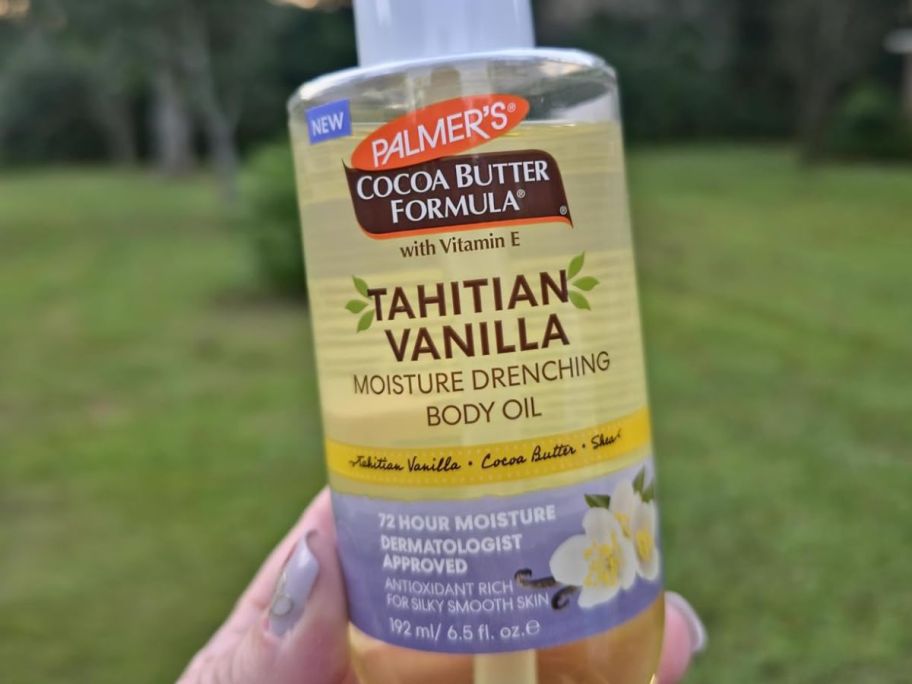 NEW
PALMER'S®
COCOA BUTTER
FORMULA®
®
with Vitamin E
TAHITIAN
VANILLA
MOISTURE DRENCHING
BODY OIL
Tahitian Vanilla • Cocoa Butter • Shea
72 HOUR MOISTURE
DERMATOLOGIST
APPROVED
ANTIOXIDANT RICH
FOR SILKY SMOOTH SKIN
192 ml/ 6.5 fl. oz.℮